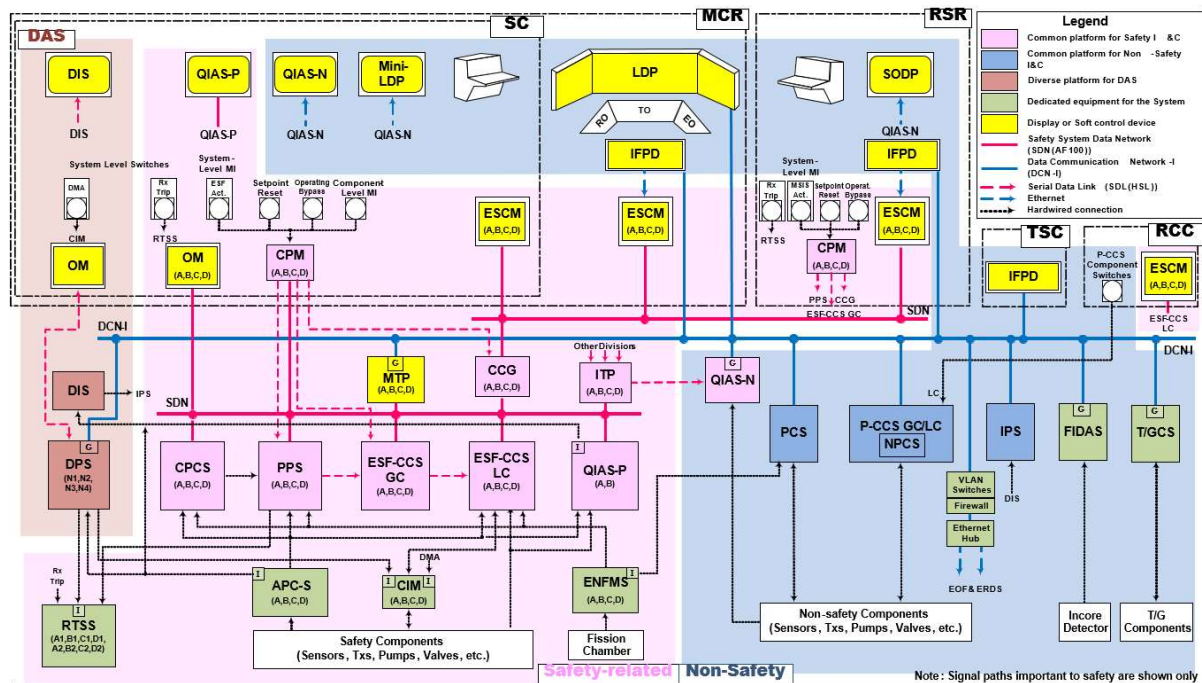 DAS
SC
MCR
RSR
Legend
Common platform for Safety I &C
Common platform for Non -Safety
I&C
Diverse platform for DAS
Dedicated equipment for the System
Display or Soft control device
Safety System Data Network
(SDN(AF100))
Data Communication Network -I
(DCN -I)
Serial Data Link (SDL(HSL))
Ethernet
Hardwired connection
DIS
QIAS-P
QIAS-N
Mini-
LDP
LDP
SODP
TO
RO
EO
DIS
QIAS-P
QIAS-N
QIAS-N
QIAS-N
IFPD
IFPD
System Level Switches
DMA
CIM
Rx
Trip
RTSS
System-
Level MI
ESF
Act.
Setpoint
Reset
Operating
Bypass
Component
Level MI
System-
Level MI
Rx
Trip
RTSS
MSIS
Act.
Setpoint
Reset
Operat.
Bypass
OM
OM
(A,B,C,D)
CPM
(A,B,C,D)
ESCM
(A,B,C,D)
ESCM
(A,B,C,D)
CPM
(A,B,C,D)
PPS CCG
ESF-CCS GC
ESCM
(A,B,C,D)
TSC
IFPD
RCC
P-CCS
Component
Switches
ESCM
(A,B,C,D)
ESF-CCS
LC
SDN
DCN-I
DCN-I
DIS
IPS
G
MTP
(A,B,C,D)
CCG
(A,B,C,D)
Other Divisions
ITP
(A,B,C,D)
G
QIAS-N
LC
SDN
G
DPS
(N1,N2,
N3,N4)
CPCS
(A,B,C,D)
PPS
(A,B,C,D)
ESF-CCS
GC
(A,B,C,D)
ESF-CCS
LC
(A,B,C,D)
I
QIAS-P
(A,B)
PCS
P-CCS GC/LC
NPCS
IPS
DIS
G
FIDAS
G
T/GCS
VLAN
Switches
Firewall
Ethernet
Hub
EOF & ERDS
Rx
Trip
I
RTSS
(A1,B1,C1,D1,
A2,B2,C2,D2)
I
APC-S
(A,B,C,D)
DMA
I
I
CIM
(A,B,C,D)
I
ENFMS
(A,B,C,D)
Safety Components
(Sensors, Txs, Pumps, Valves, etc.)
Fission
Chamber
Non-safety Components
(Sensors, Txs, Pumps, Valves, etc.)
Incore
Detector
T/G
Components
Safety-related
Non-Safety
Note: Signal paths important to safety are shown only